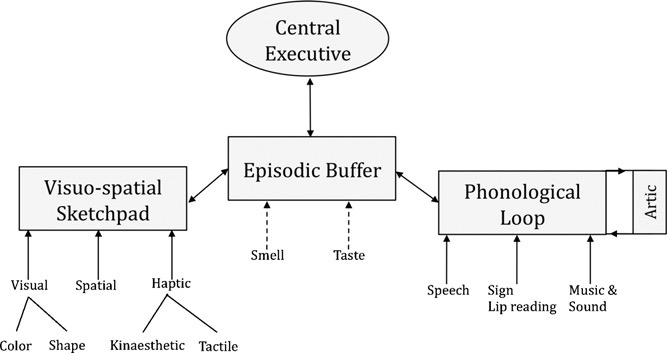 Central
Executive
Episodic Buffer
Visuo-spatial
Sketchpad
Phonological
Loop
Artic
Smell
Taste
Visual
Spatial
Haptic
Speech
Sign
Lip reading
Music &
Sound
Color
Shape
Kinaesthetic
Tactile